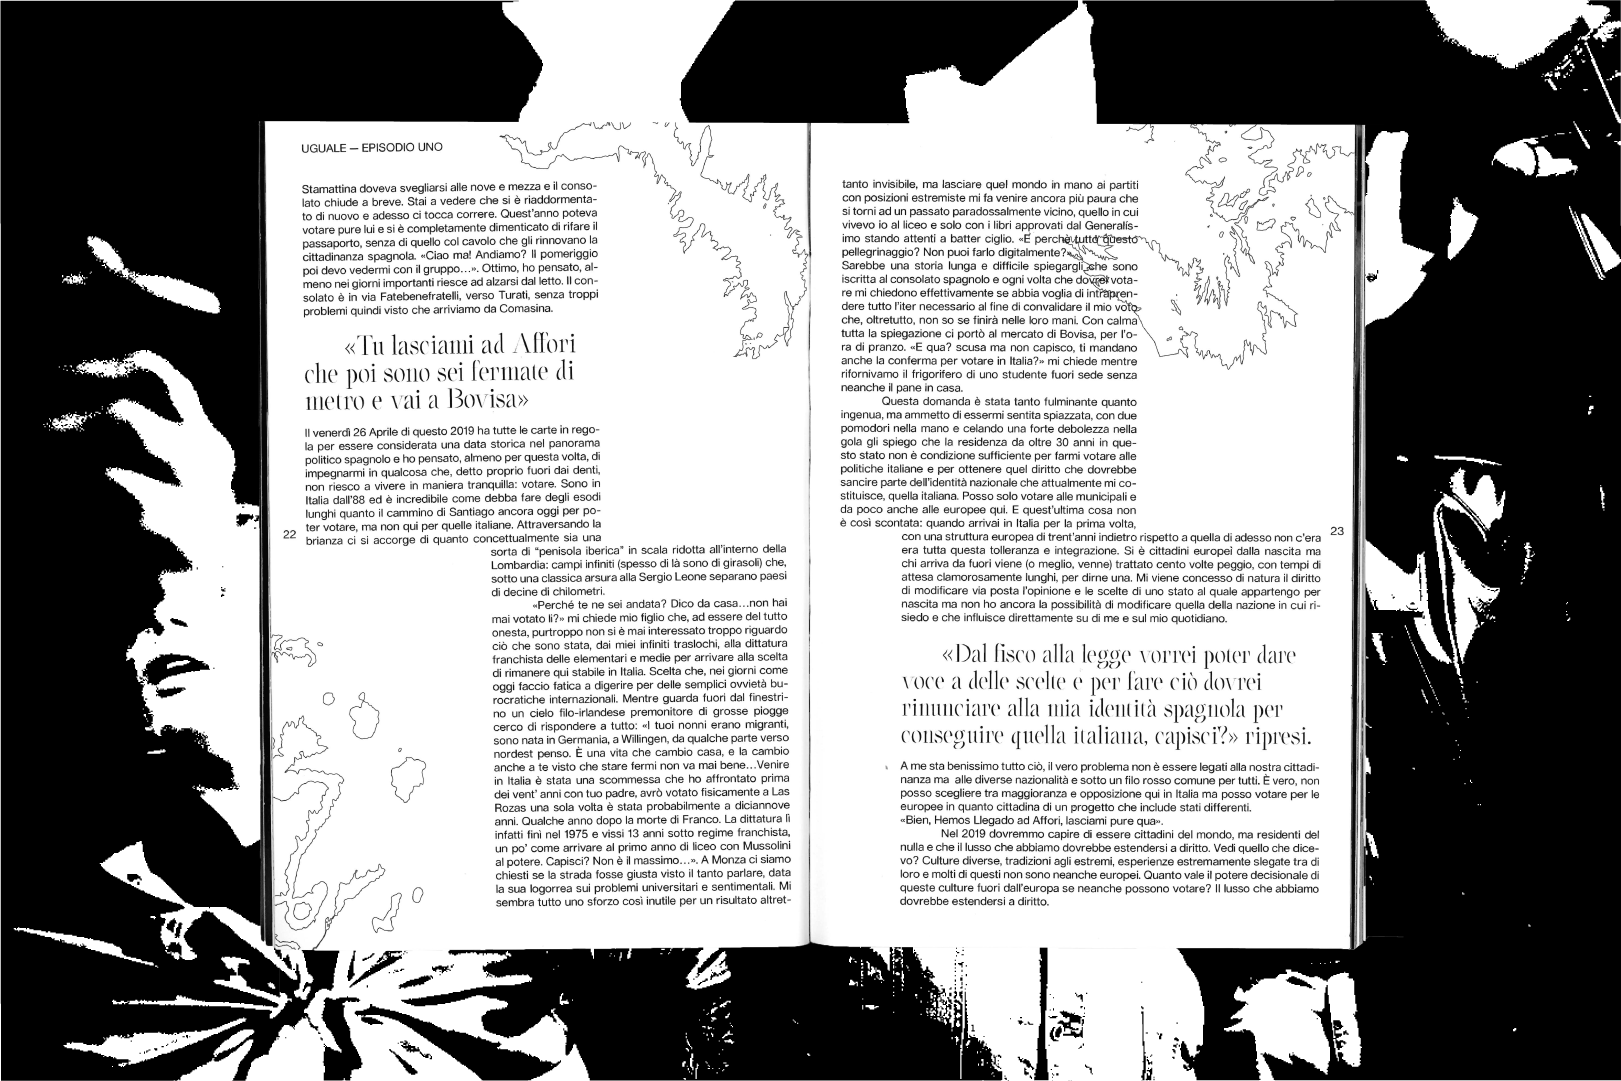 UGUALE — EPISODIO UNO
Stamattina doveva svegliarsi alle nove e mezza e il conso-
lato chiude a breve. Stai a vedere che si è riaddormenta-
to di nuovo e adesso ci tocca correre. Quest'anno poteva
votare pure lui e si è completamente dimenticato di rifare il
passaporto, senza di quello col cavolo che gli rinnovano la
cittadinanza spagnola. «Ciao ma! Andiamo? Il pomeriggio
poi devo vedermi con il gruppo…». Ottimo, ho pensato, al-
meno nei giorni importanti riesce ad alzarsi dal letto. Il con-
solato è in via Fatebenefratelli, verso Turati, senza troppi
problemi quindi visto che arriviamo da Comasina.
«Tu lasciami ad Affori
che poi sono sei fermate di
metro e vai a Bovisa»
Il venerdì 26 Aprile di questo 2019 ha tutte le carte in rego-
la per essere considerata una data storica nel panorama
politico spagnolo e ho pensato, almeno per questa volta, di
impegnarmi in qualcosa che, detto proprio fuori dai denti,
non riesco a vivere in maniera tranquilla: votare. Sono in
Italia dall'88 ed è incredibile come debba fare degli esodi
lunghi quanto il cammino di Santiago ancora oggi per po-
ter votare, ma non qui per quelle italiane. Attraversando la
22
brianza ci si accorge di quanto concettualmente sia una
sorta di “penisola iberica” in scala ridotta all'interno della
Lombardia: campi infiniti (spesso di là sono di girasoli) che,
sotto una classica arsura alla Sergio Leone separano paesi
di decine di chilometri.
«Perché te ne sei andata? Dico da casa…non hai
mai votato lì?» mi chiede mio figlio che, ad essere del tutto
onesta, purtroppo non si è mai interessato troppo riguardo
ciò che sono stata, dai miei infiniti traslochi, alla dittatura
franchista delle elementari e medie per arrivare alla scelta
di rimanere qui stabile in Italia. Scelta che, nei giorni come
oggi faccio fatica a digerire per delle semplici ovvietà bu-
rocratiche internazionali. Mentre guarda fuori dal finestri-
no un cielo filo-irlandese premonitore di grosse piogge
cerco di rispondere a tutto: «I tuoi nonni erano migranti,
sono nata in Germania, a Willingen, da qualche parte verso
nordest penso. È una vita che cambio casa, e la cambio
anche a te visto che stare fermi non va mai bene…Venire
in Italia è stata una scommessa che ho affrontato prima
dei vent' anni con tuo padre, avrò votato fisicamente a Las
Rozas una sola volta è stata probabilmente a diciannove
anni. Qualche anno dopo la morte di Franco. La dittatura lì
infatti finì nel 1975 e vissi 13 anni sotto regime franchista,
un po' come arrivare al primo anno di liceo con Mussolini
al potere. Capisci? Non è il massimo…». A Monza ci siamo
chiesti se la strada fosse giusta visto il tanto parlare, data
la sua logorrea sui problemi universitari e sentimentali. Mi
sembra tutto uno sforzo così inutile per un risultato altret-
tanto invisibile, ma lasciare quel mondo in mano ai partiti
con posizioni estremiste mi fa venire ancora più paura che
si torni ad un passato paradossalmente vicino, quello in cui
vivevo io al liceo e solo con i libri approvati dal Generalis-
imo stando attenti a batter ciglio. «E perchè tutto questo
pellegrinaggio? Non puoi farlo digitalmente?».
Sarebbe una storia lunga e difficile spiegargli che sono
iscritta al consolato spagnolo e ogni volta che dovrei vota-
re mi chiedono effettivamente se abbia voglia di intrapren-
dere tutto l'iter necessario al fine di convalidare il mio voto
che, oltretutto, non so se finirà nelle loro mani. Con calma
tutta la spiegazione ci portò al mercato di Bovisa, per l'o-
ra di pranzo. «E qua? scusa ma non capisco, ti mandano
anche la conferma per votare in Italia?» mi chiede mentre
rifornivamo il frigorifero di uno studente fuori sede senza
neanche il pane in casa.
Questa domanda è stata tanto fulminante quanto
ingenua, ma ammetto di essermi sentita spiazzata, con due
pomodori nella mano e celando una forte debolezza nella
gola gli spiego che la residenza da oltre 30 anni in que-
sto stato non è condizione sufficiente per farmi votare alle
politiche italiane e per ottenere quel diritto che dovrebbe
sancire parte dell'identità nazionale che attualmente mi co-
stituisce, quella italiana. Posso solo votare alle municipali e
da poco anche alle europee qui. E quest'ultima cosa non
è così scontata: quando arrivai in Italia per la prima volta,
con una struttura europea di trent'anni indietro rispetto a quella di adesso non c'era
23
era tutta questa tolleranza e integrazione. Si è cittadini europei dalla nascita ma
chi arriva da fuori viene (o meglio, venne) trattato cento volte peggio, con tempi di
attesa clamorosamente lunghi, per dirne una. Mi viene concesso di natura il diritto
di modificare via posta l'opinione e le scelte di uno stato al quale appartengo per
nascita ma non ho ancora la possibilità di modificare quella della nazione in cui ri-
siedo e che influisce direttamente su di me e sul mio quotidiano.
«Dal fisco alla legge vorrei poter dare
voce a delle scelte e per fare ciò dovrei
rinunciare alla mia identità spagnola per
conseguire quella italiana, capisci?» ripresi.
A me sta benissimo tutto ciò, il vero problema non è essere legati alla nostra cittadi-
nanza ma alle diverse nazionalità e sotto un filo rosso comune per tutti. È vero, non
posso scegliere tra maggioranza e opposizione qui in Italia ma posso votare per le
europee in quanto cittadina di un progetto che include stati differenti.
«Bien, Hemos Llegado ad Affori, lasciami pure qua».
Nel 2019 dovremmo capire di essere cittadini del mondo, ma residenti del
nulla e che il lusso che abbiamo dovrebbe estendersi a diritto. Vedi quello che dice-
vo? Culture diverse, tradizioni agli estremi, esperienze estremamente slegate tra di
loro e molti di questi non sono neanche europei. Quanto vale il potere decisionale di
queste culture fuori dall'europa se neanche possono votare? Il lusso che abbiamo
dovrebbe estendersi a diritto.